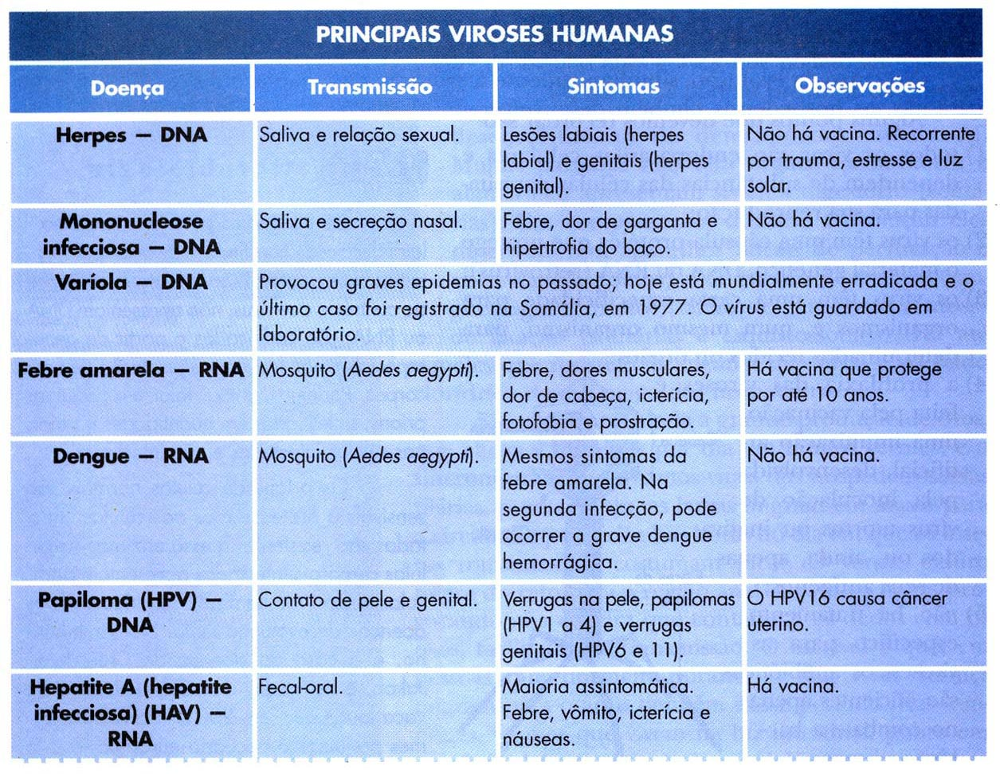 PRINCIPAIS VIROSES HUMANAS
Doença
Transmissão
Sintomas
Observações
Herpes – DNA
Saliva e relação sexual.
Lesões labiais (herpes
labial) e genitais (herpes
genital).
Não há vacina. Recorrente
por trauma, estresse e luz
solar.
Mononucleose
infecciosa – DNA
Saliva e secreção nasal.
Febre, dor de garganta e
hipertrofia do baço.
Não há vacina.
Varíola – DNA
Provocou graves epidemias no passado; hoje está mundialmente erradicada e o
último caso foi registrado na Somália, em 1977. O vírus está guardado em
laboratório.
Febre amarela – RNA
Mosquito (Aedes aegypti).
Febre, dores musculares,
dor de cabeça, icterícia,
fotofobia e prostração.
Há vacina que protege
por até 10 anos.
Dengue – RNA
Mosquito (Aedes aegypti).
Mesmos sintomas da
febre amarela. Na
segunda infecção, pode
ocorrer a grave dengue
hemorrágica.
Não há vacina.
Papiloma (HPV) –
DNA
Contato de pele e genital.
Verrugas na pele, papilomas
(HPV1 a 4) e verrugas
genitais (HPV6 e 11).
O HPV16 causa câncer
uterino.
Hepatite A (hepatite
infecciosa) (HAV) –
RNA
Fecal-oral.
Maioria assintomática.
Febre, vômito, icterícia e
náuseas.
Há vacina.